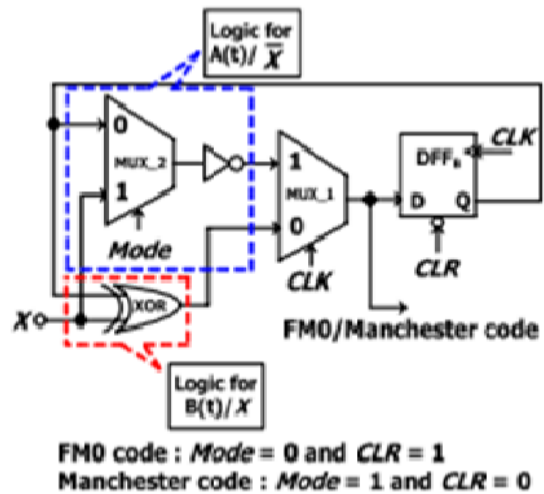 Logic for
A(t)/ X̅
0
MUX_2
1
Mode
1
MUX_1
0
CLK
CLK
DFF_B
D
Q
CLR
X
XOR
FM0/Manchester code
Logic for
B(t)/X
FM0 code : Mode = 0 and CLR = 1
Manchester code : Mode = 1 and CLR = 0